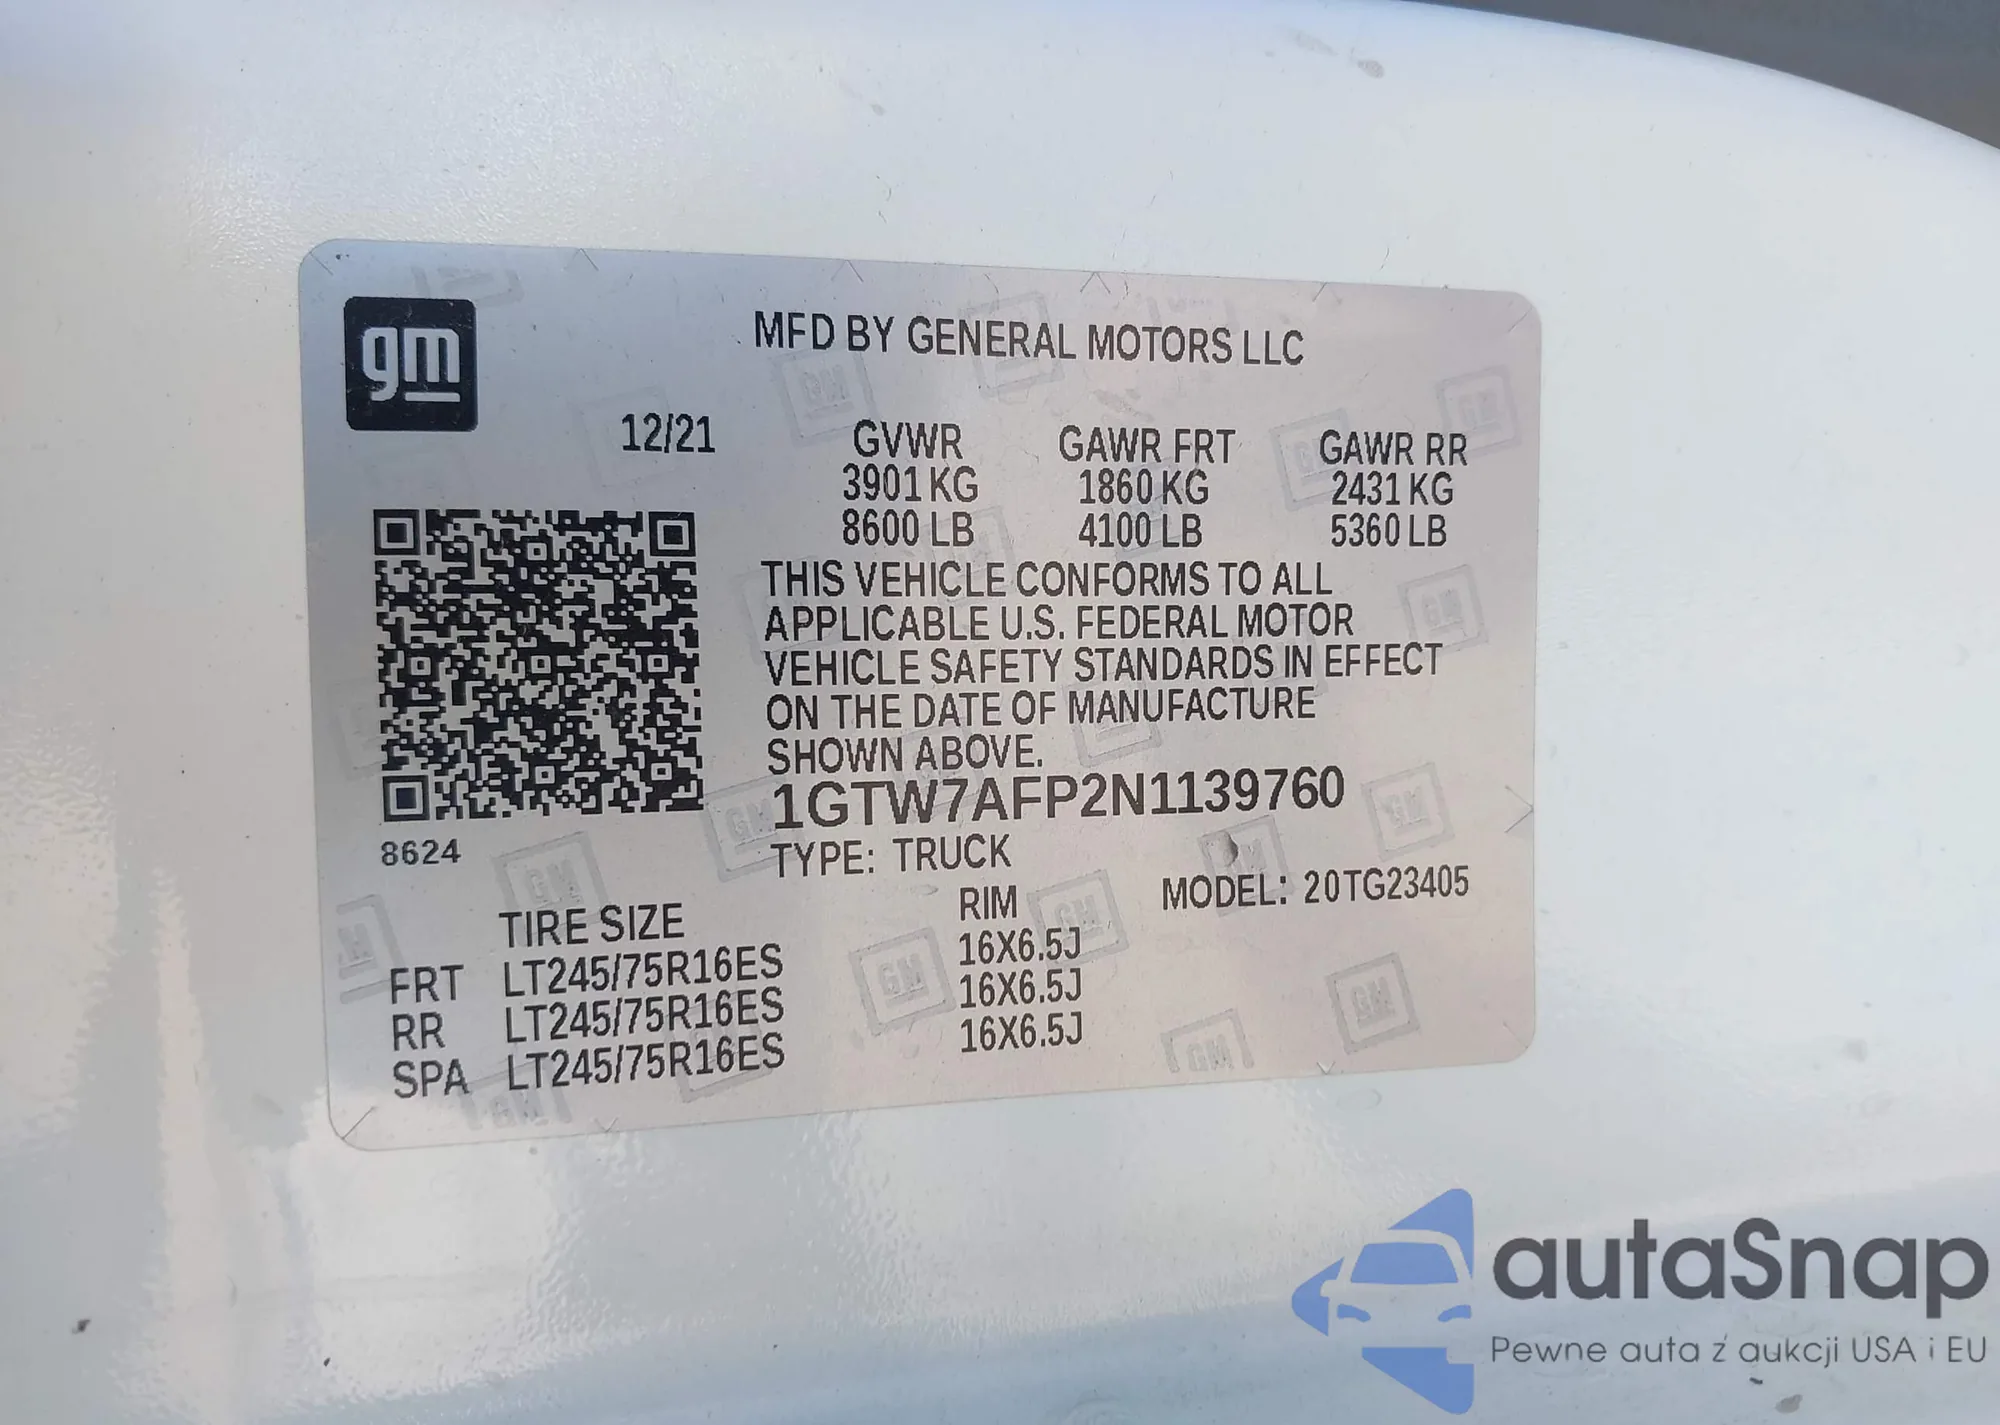 gm
MFD BY GENERAL MOTORS LLC
12/21
GVWR GAWR FRT GAWR RR
3901 KG 1860 KG 2431 KG
8600 LB 4100 LB 5360 LB
THIS VEHICLE CONFORMS TO ALL
APPLICABLE U.S. FEDERAL MOTOR
VEHICLE SAFETY STANDARDS IN EFFECT
ON THE DATE OF MANUFACTURE
SHOWN ABOVE.
1GTW7AFP2N1139760
8624
TYPE: TRUCK
MODEL: 20TG23405
TIRE SIZE RIM
FRT LT245/75R16ES 16X6.5J
RR LT245/75R16ES 16X6.5J
SPA LT245/75R16ES 16X6.5J
autaSnap
Pewne auta z aukcji USA i EU